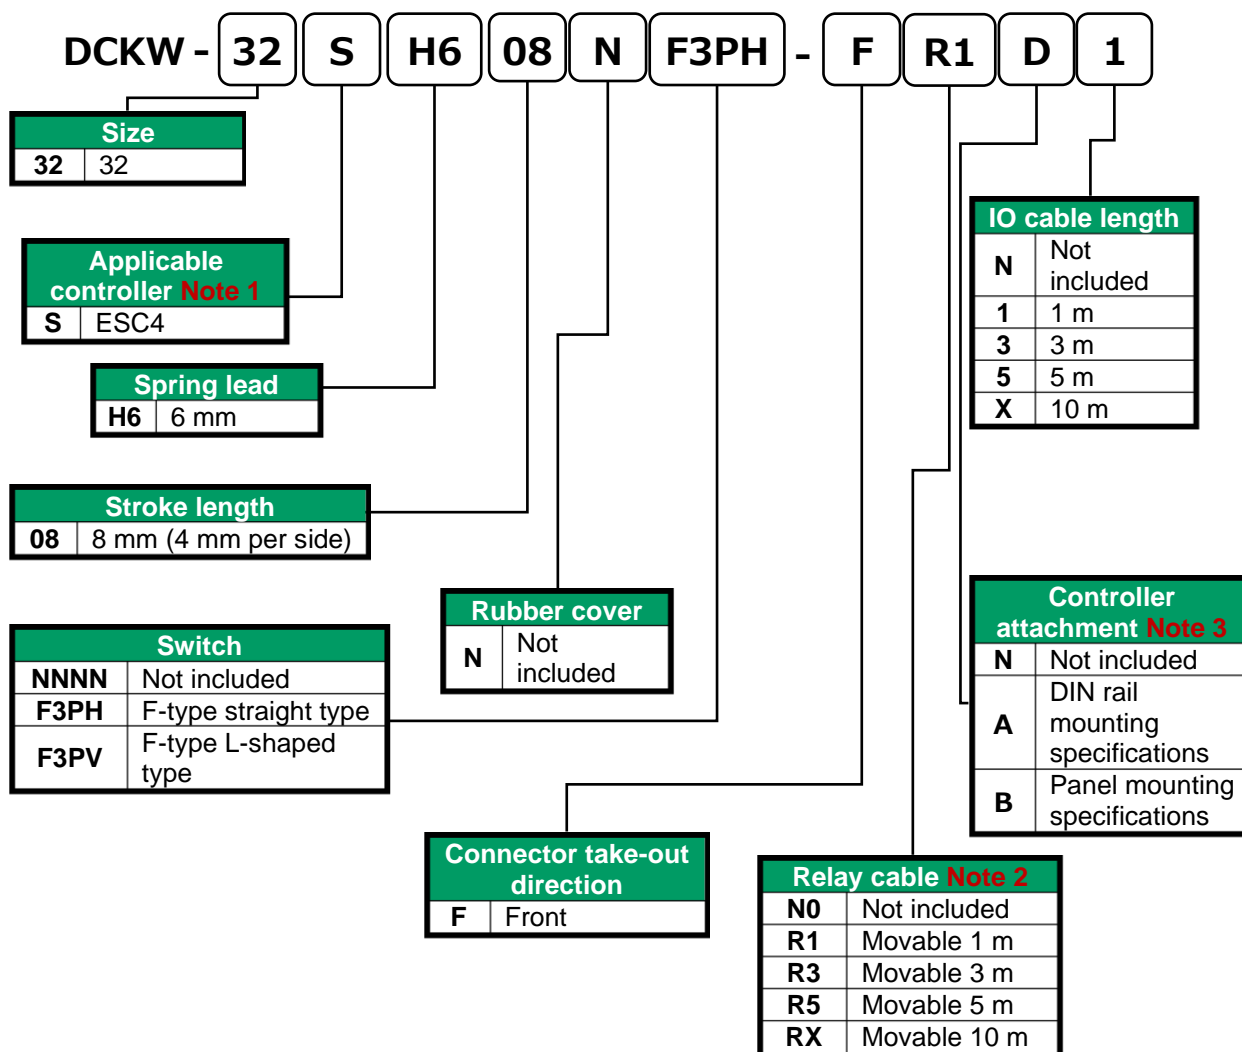 DCKW - 32 S H6 08 N F3PH - F R1 D 1
Size
32 32
Applicable
controller Note 1
S ESC4
Spring lead
H6 6 mm
Stroke length
08 8 mm (4 mm per side)
Switch
NNNN Not included
F3PH F-type straight type
F3PV F-type L-shaped
type
Rubber cover
N Not
included
Connector take-out
direction
F Front
Relay cable Note 2
N0 Not included
R1 Movable 1 m
R3 Movable 3 m
R5 Movable 5 m
RX Movable 10 m
Controller
attachment Note 3
N Not included
A DIN rail
mounting
specifications
B Panel mounting
specifications
IO cable length
N Not
included
1 1 m
3 3 m
5 5 m
X 10 m